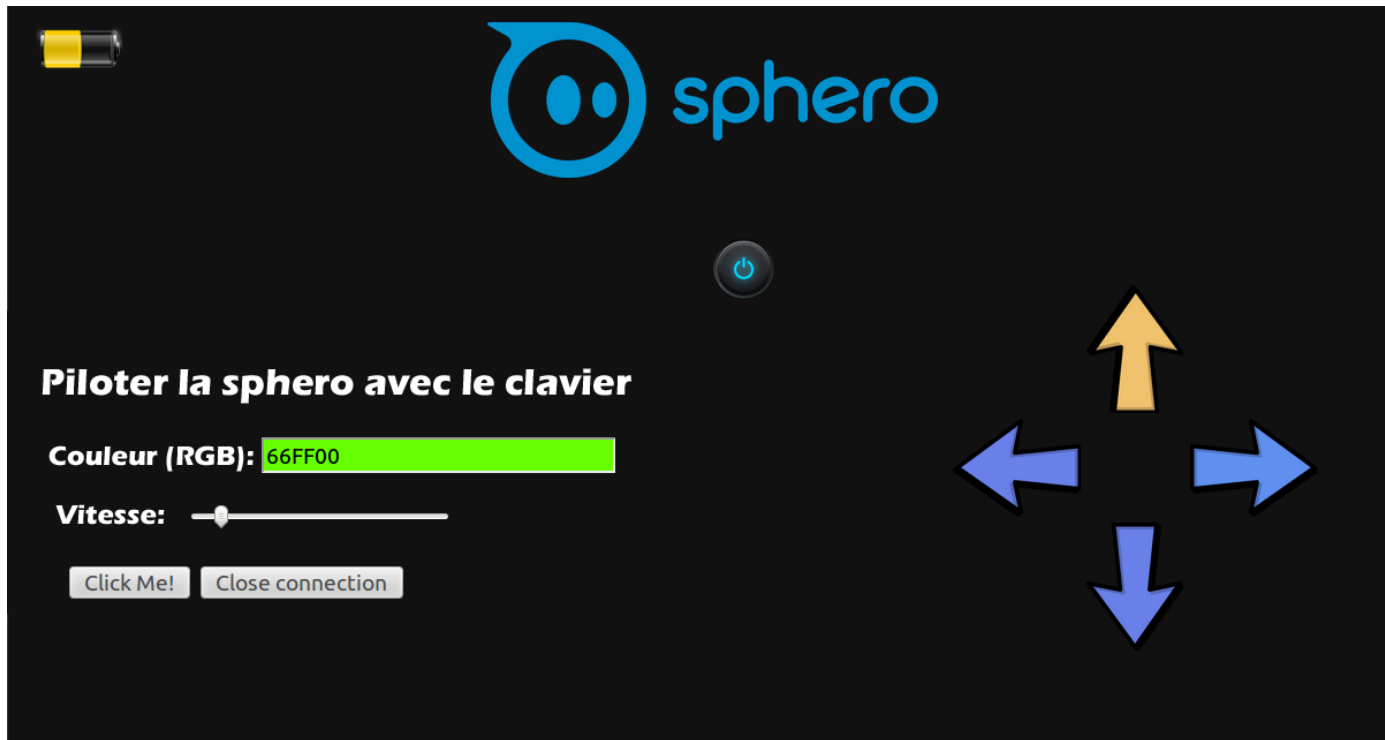 sphero
Piloter la sphero avec le clavier
Couleur (RGB): 66FF00
Vitesse:
Click Me! Close connection